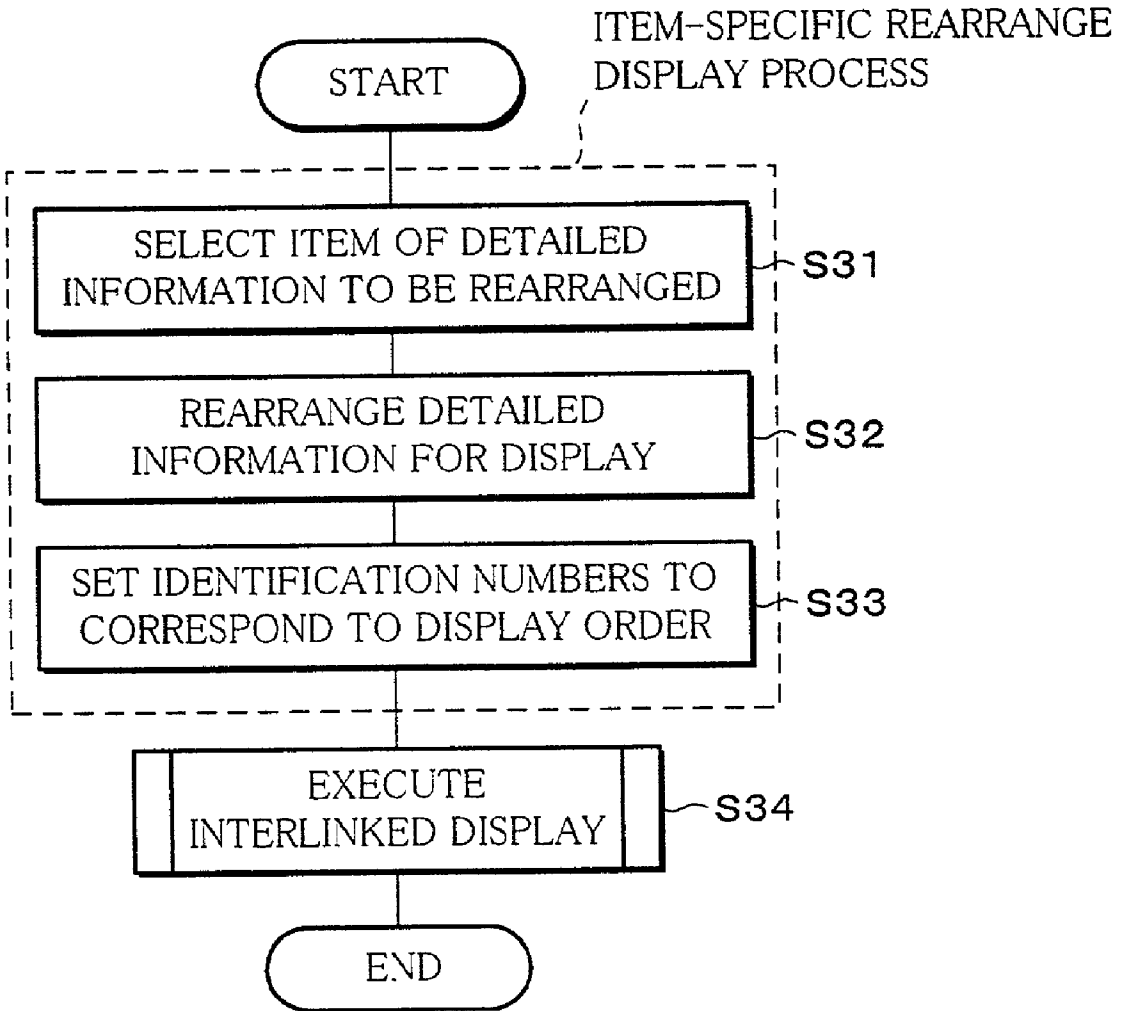 ITEM-SPECIFIC REARRANGE
DISPLAY PROCESS
START
SELECT ITEM OF DETAILED
INFORMATION TO BE REARRANGED
S31
REARRANGE DETAILED
INFORMATION FOR DISPLAY
S32
SET IDENTIFICATION NUMBERS TO
CORRESPOND TO DISPLAY ORDER
S33
EXECUTE
INTERLINKED DISPLAY
S34
END